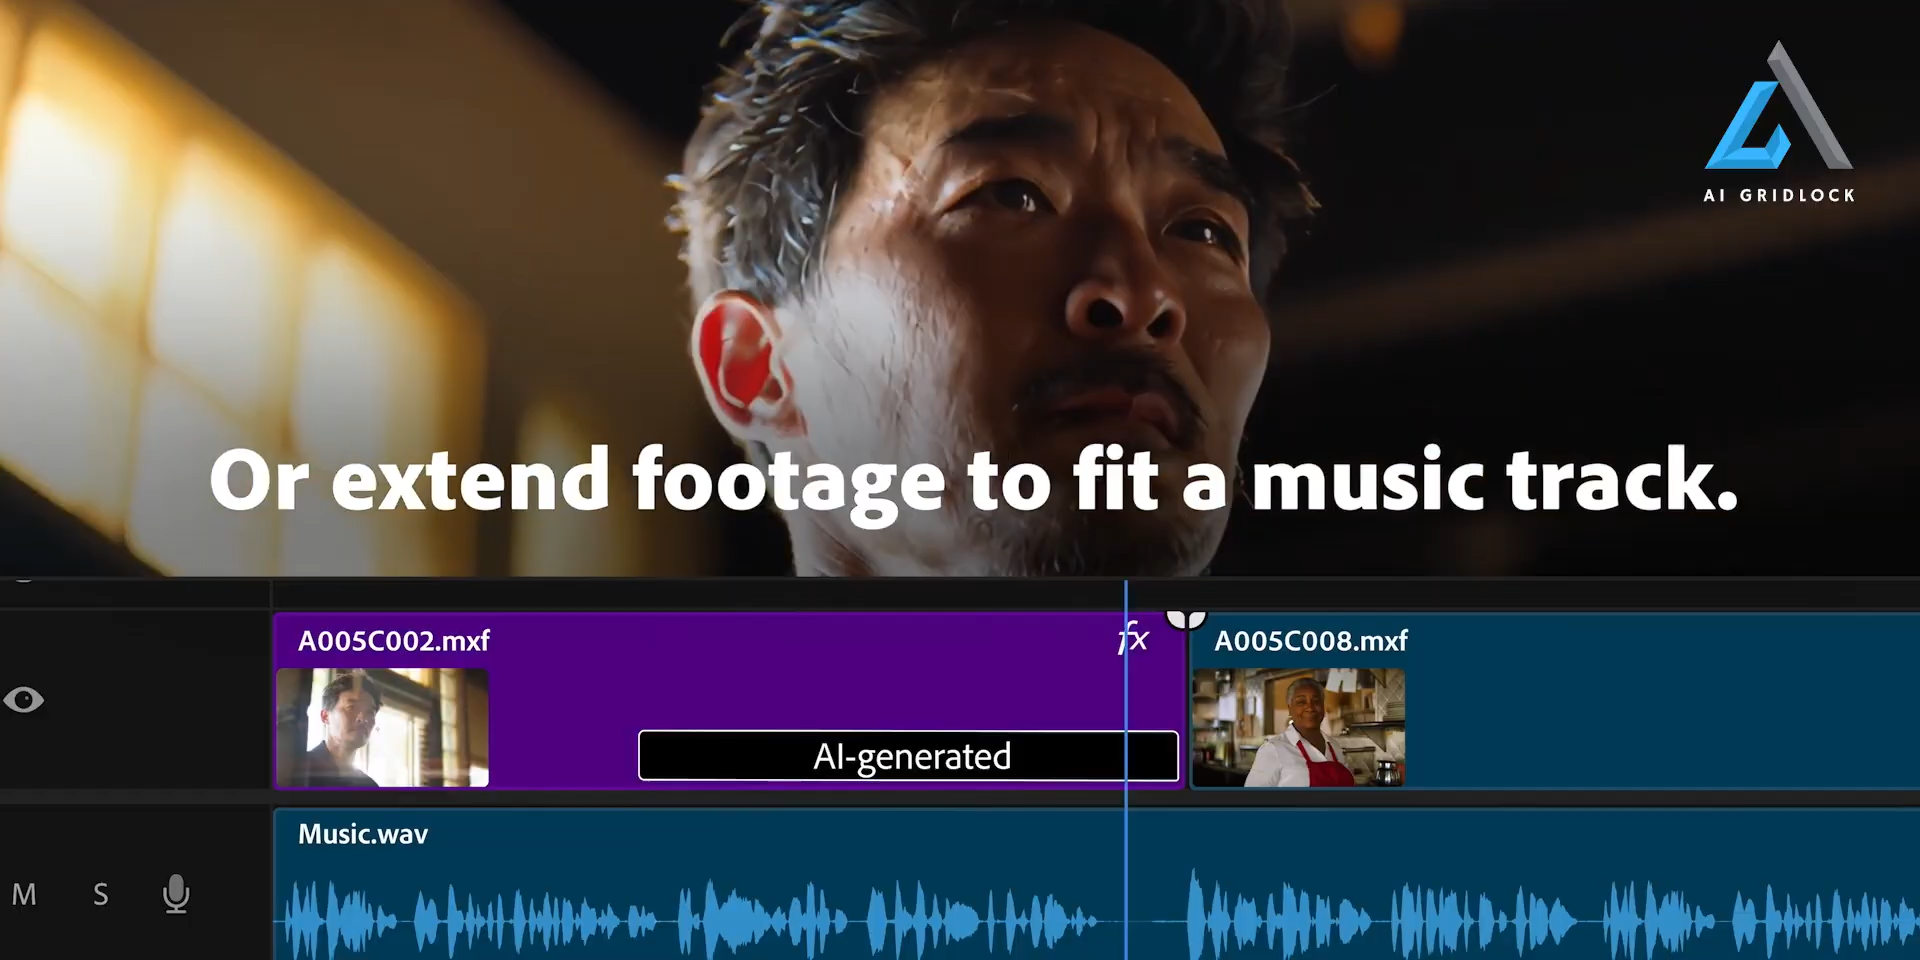 AI GRIDLOCK
Or extend footage to fit a music track.
A005C002.mxf
fx
A005C008.mxf
AI-generated
Music.wav
M S